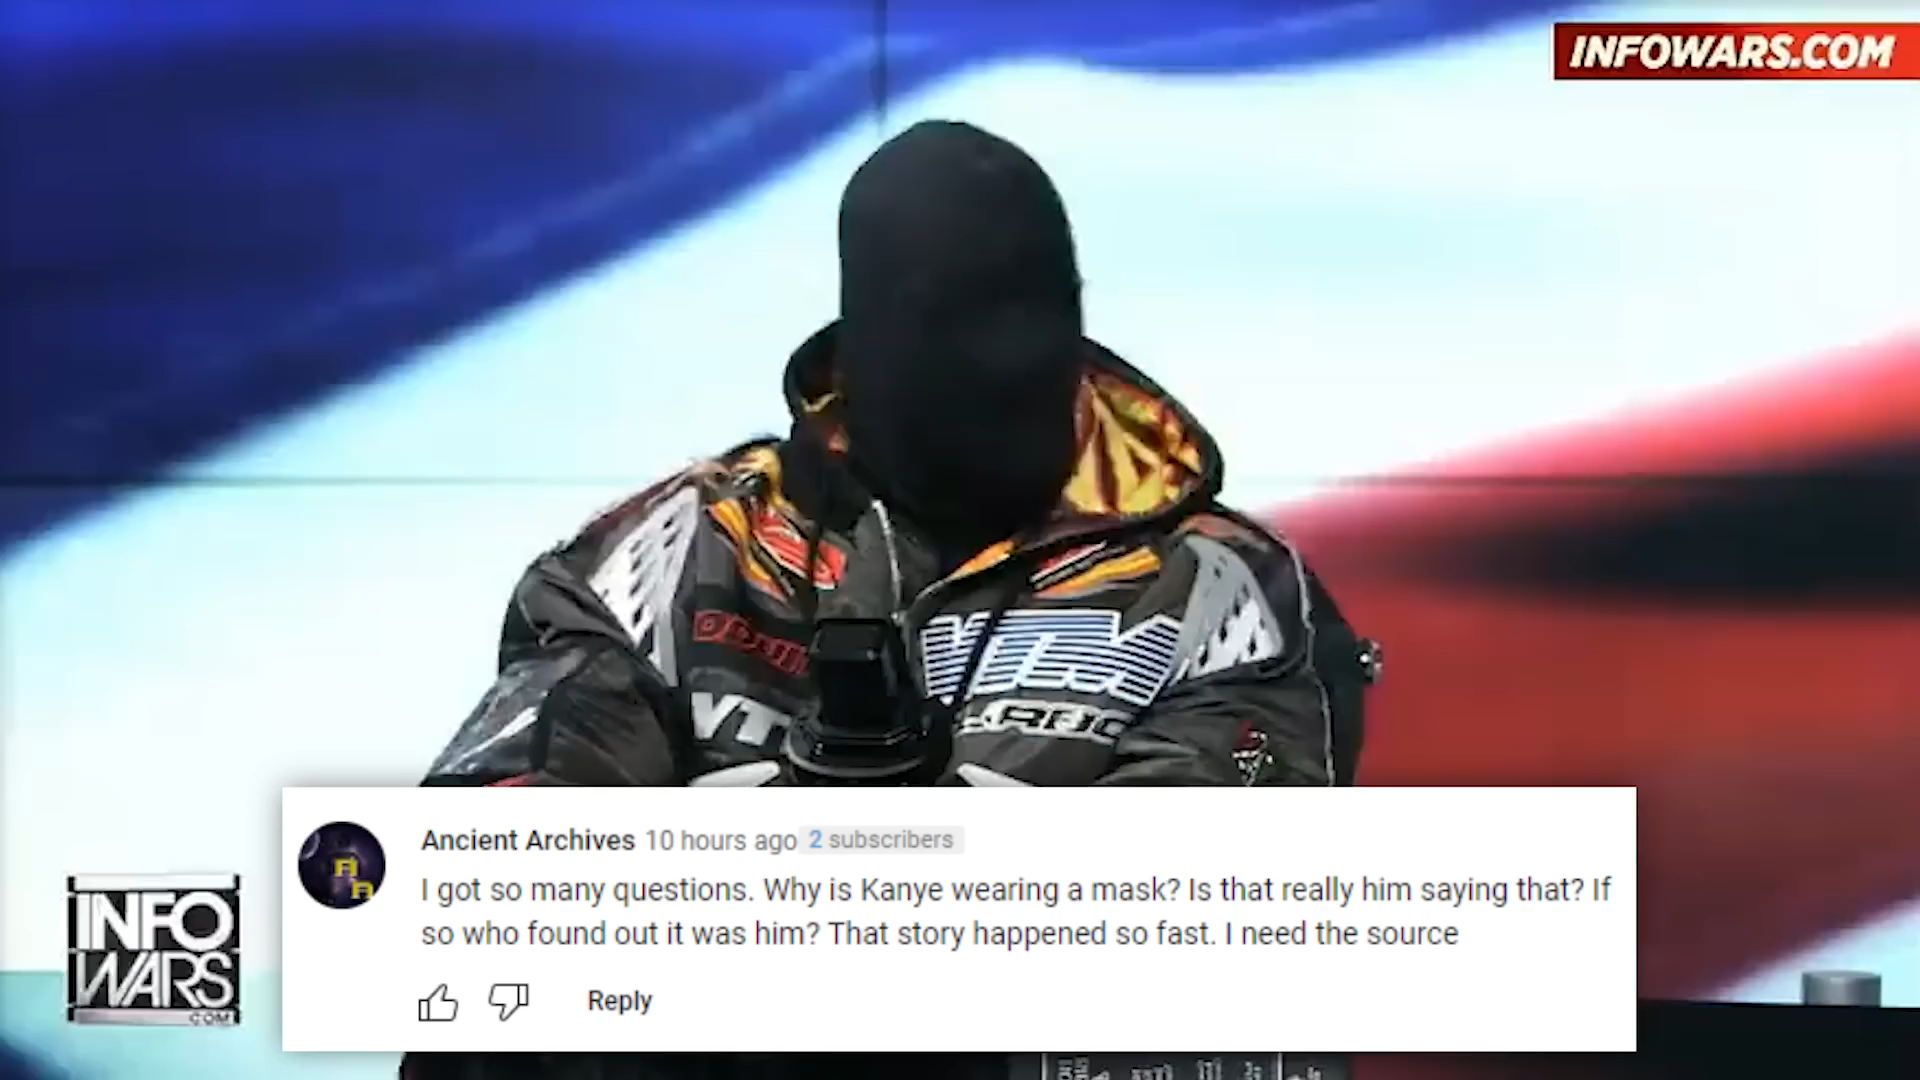 INFOWARS.COM
VT
Ancient Archives 10 hours ago 2 subscribers
I got so many questions. Why is Kanye wearing a mask? Is that really him saying that? If
so who found out it was him? That story happened so fast. I need the source
Reply
INFO
WARS
.COM